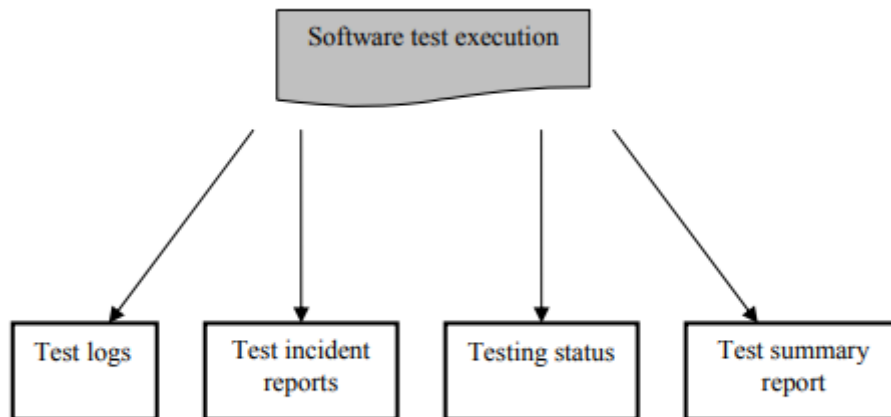 Software test execution
Test logs
Test incident
reports
Testing status
Test summary
report